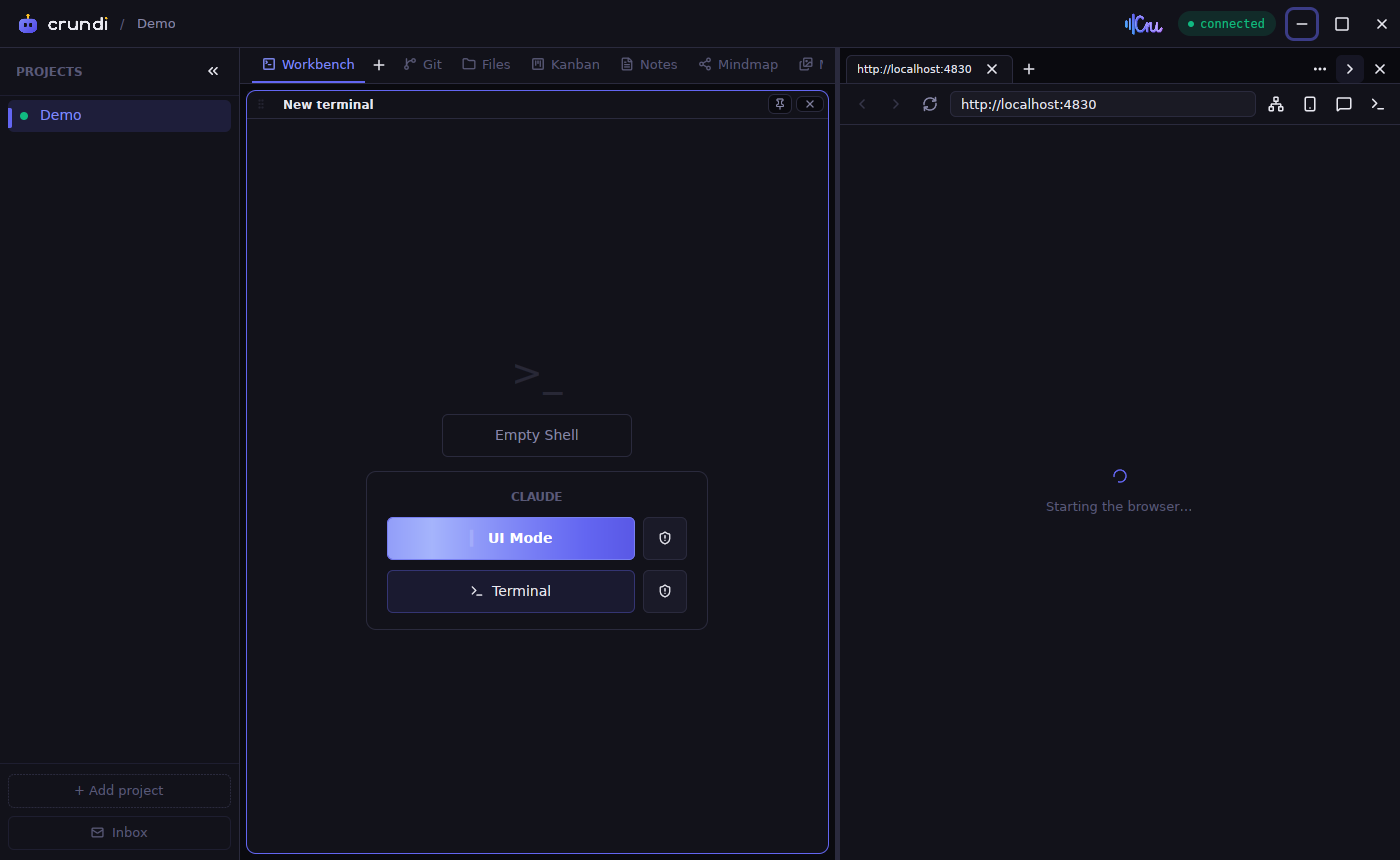 crundi / Demo
Cru
connected
PROJECTS
Demo
+ Add project
Inbox
Workbench
Git
Files
Kanban
Notes
Mindmap
New terminal
>_
Empty Shell
CLAUDE
UI Mode
Terminal
http://localhost:4830
http://localhost:4830
Starting the browser...